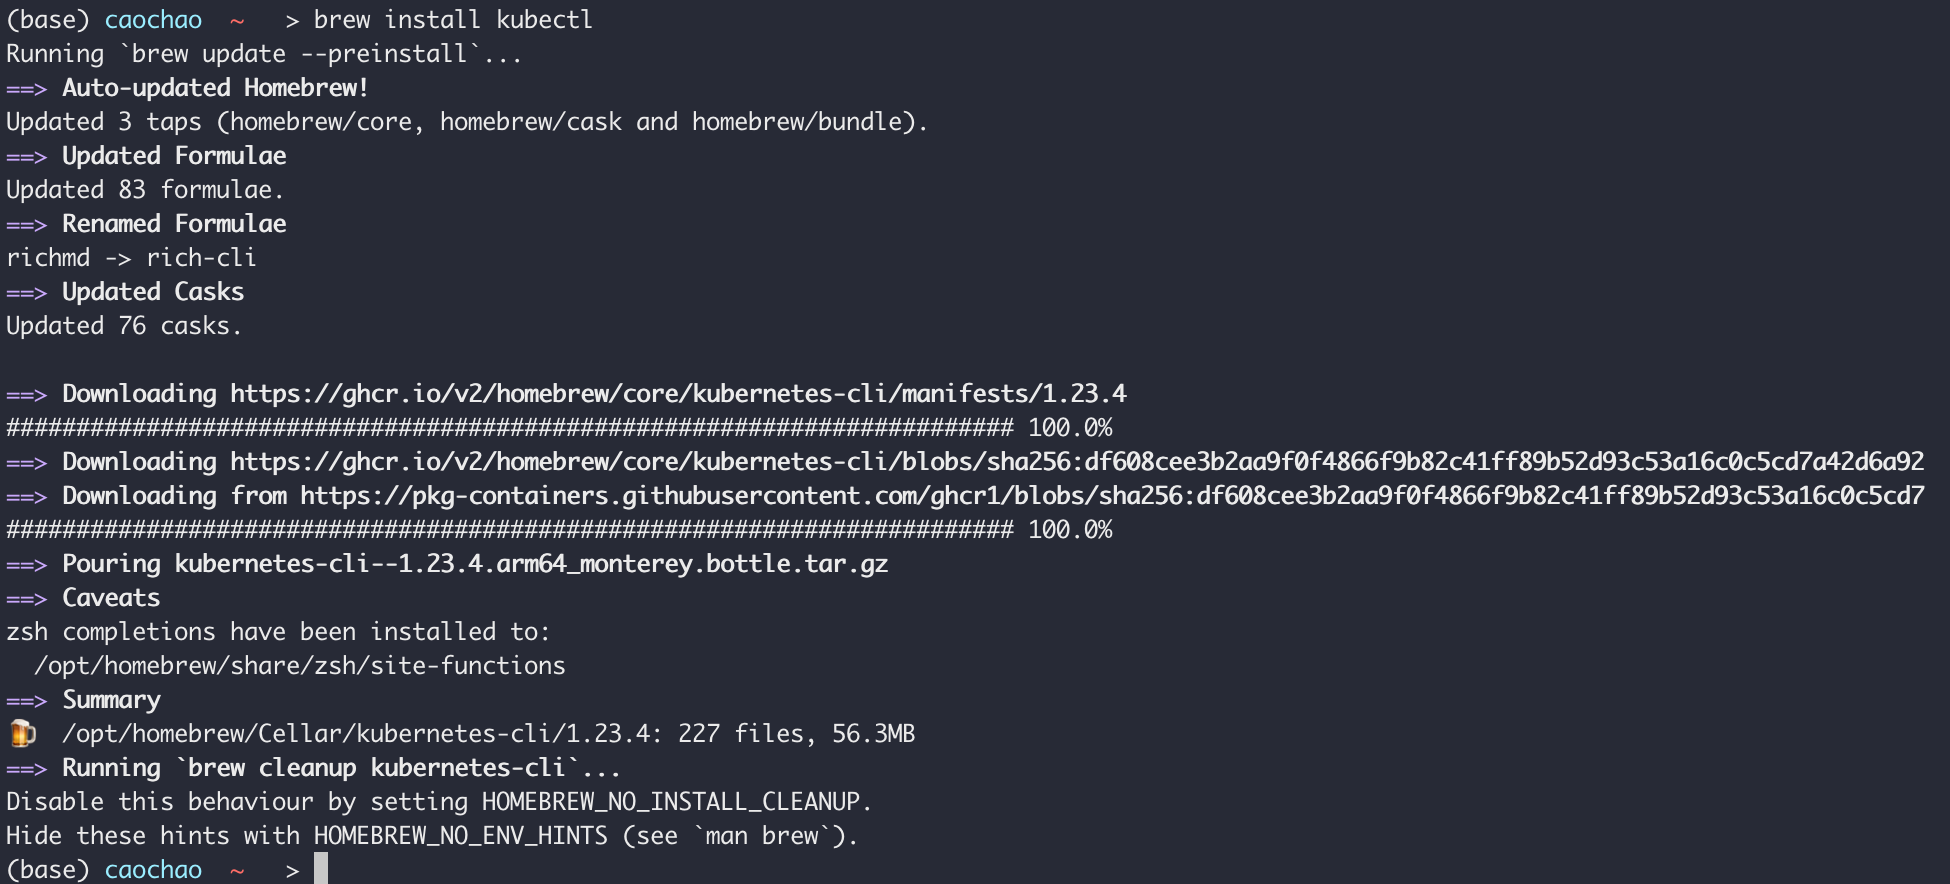 (base) caochao ~ > brew install kubectl
Running `brew update --preinstall`...
==> Auto-updated Homebrew!
Updated 3 taps (homebrew/core, homebrew/cask and homebrew/bundle).
==> Updated Formulae
Updated 83 formulae.
==> Renamed Formulae
richmd -> rich-cli
==> Updated Casks
Updated 76 casks.
==> Downloading https://ghcr.io/v2/homebrew/core/kubernetes-cli/manifests/1.23.4
######################################################################## 100.0%
==> Downloading https://ghcr.io/v2/homebrew/core/kubernetes-cli/blobs/sha256:df608cee3b2aa9f0f4866f9b82c41ff89b52d93c53a16c0c5cd7a42d6a92
==> Downloading from https://pkg-containers.githubusercontent.com/ghcr1/blobs/sha256:df608cee3b2aa9f0f4866f9b82c41ff89b52d93c53a16c0c5cd7
######################################################################## 100.0%
==> Pouring kubernetes-cli--1.23.4.arm64_monterey.bottle.tar.gz
==> Caveats
zsh completions have been installed to:
  /opt/homebrew/share/zsh/site-functions
==> Summary
🍺  /opt/homebrew/Cellar/kubernetes-cli/1.23.4: 227 files, 56.3MB
==> Running `brew cleanup kubernetes-cli`...
Disable this behaviour by setting HOMEBREW_NO_INSTALL_CLEANUP.
Hide these hints with HOMEBREW_NO_ENV_HINTS (see `man brew`).
(base) caochao ~ >